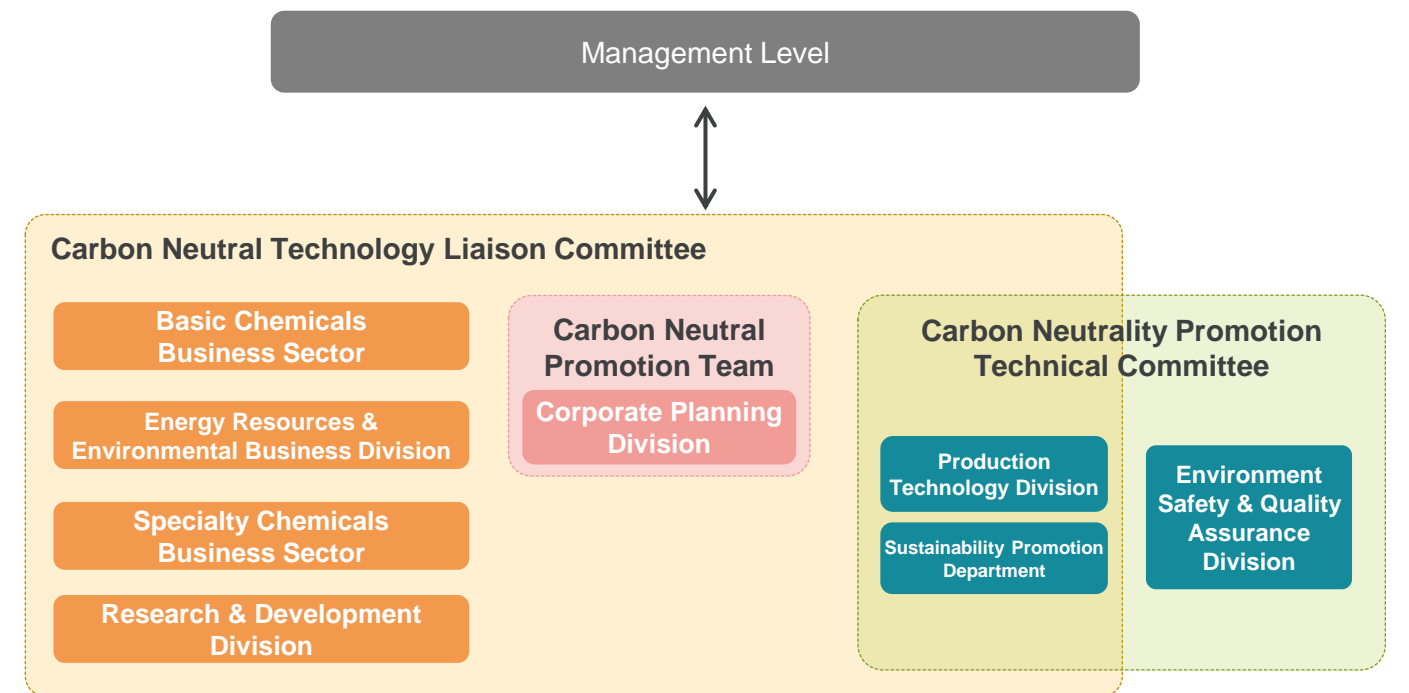 Management Level
Carbon Neutral Technology Liaison Committee
Basic Chemicals
Business Sector
Energy Resources &
Environmental Business Division
Specialty Chemicals
Business Sector
Research & Development
Division
Carbon Neutral
Promotion Team
Corporate Planning
Division
Carbon Neutrality Promotion
Technical Committee
Production
Technology Division
Sustainability Promotion
Department
Environment
Safety & Quality
Assurance
Division